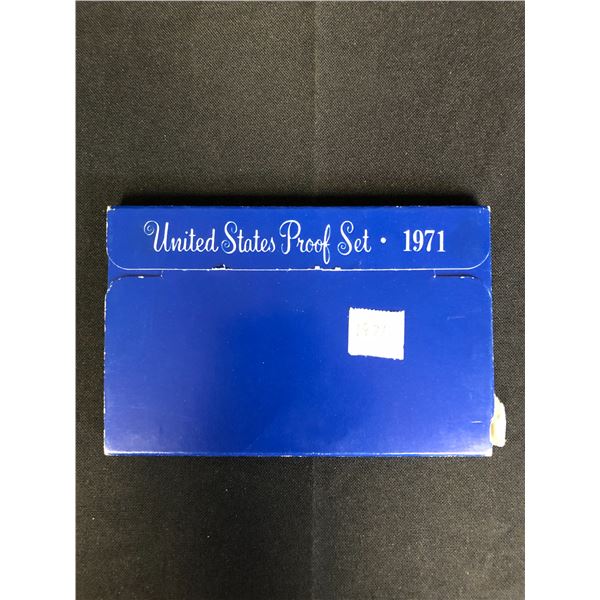 United States Proof Set • 1971